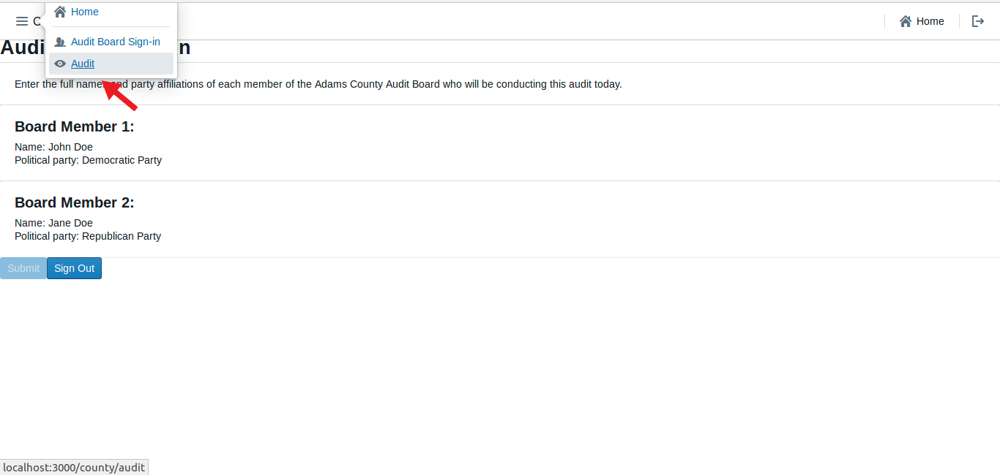 Home
Audit Board Sign-in
Audit
C
Home
Audi n
Enter the full names and party affiliations of each member of the Adams County Audit Board who will be conducting this audit today.
Board Member 1:
Name: John Doe
Political party: Democratic Party
Board Member 2:
Name: Jane Doe
Political party: Republican Party
Submit
Sign Out
localhost:3000/county/audit